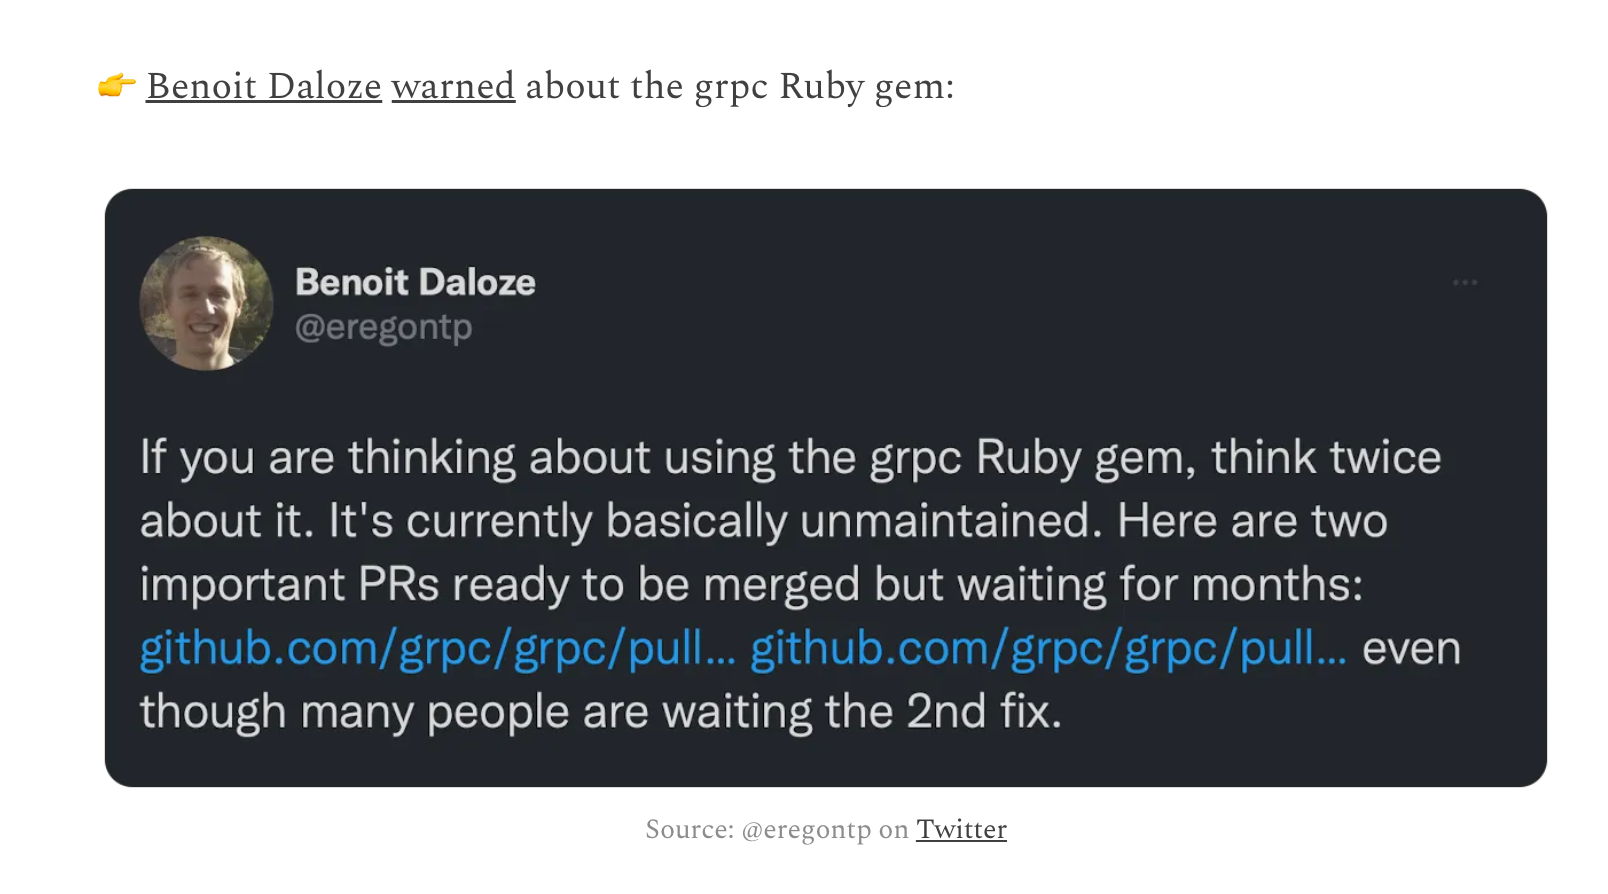 👉 Benoit Daloze warned about the grpc Ruby gem:
Benoit Daloze
@eregontp
If you are thinking about using the grpc Ruby gem, think twice
about it. It's currently basically unmaintained. Here are two
important PRs ready to be merged but waiting for months:
github.com/grpc/grpc/pull… github.com/grpc/grpc/pull… even
though many people are waiting the 2nd fix.
Source: @eregontp on Twitter